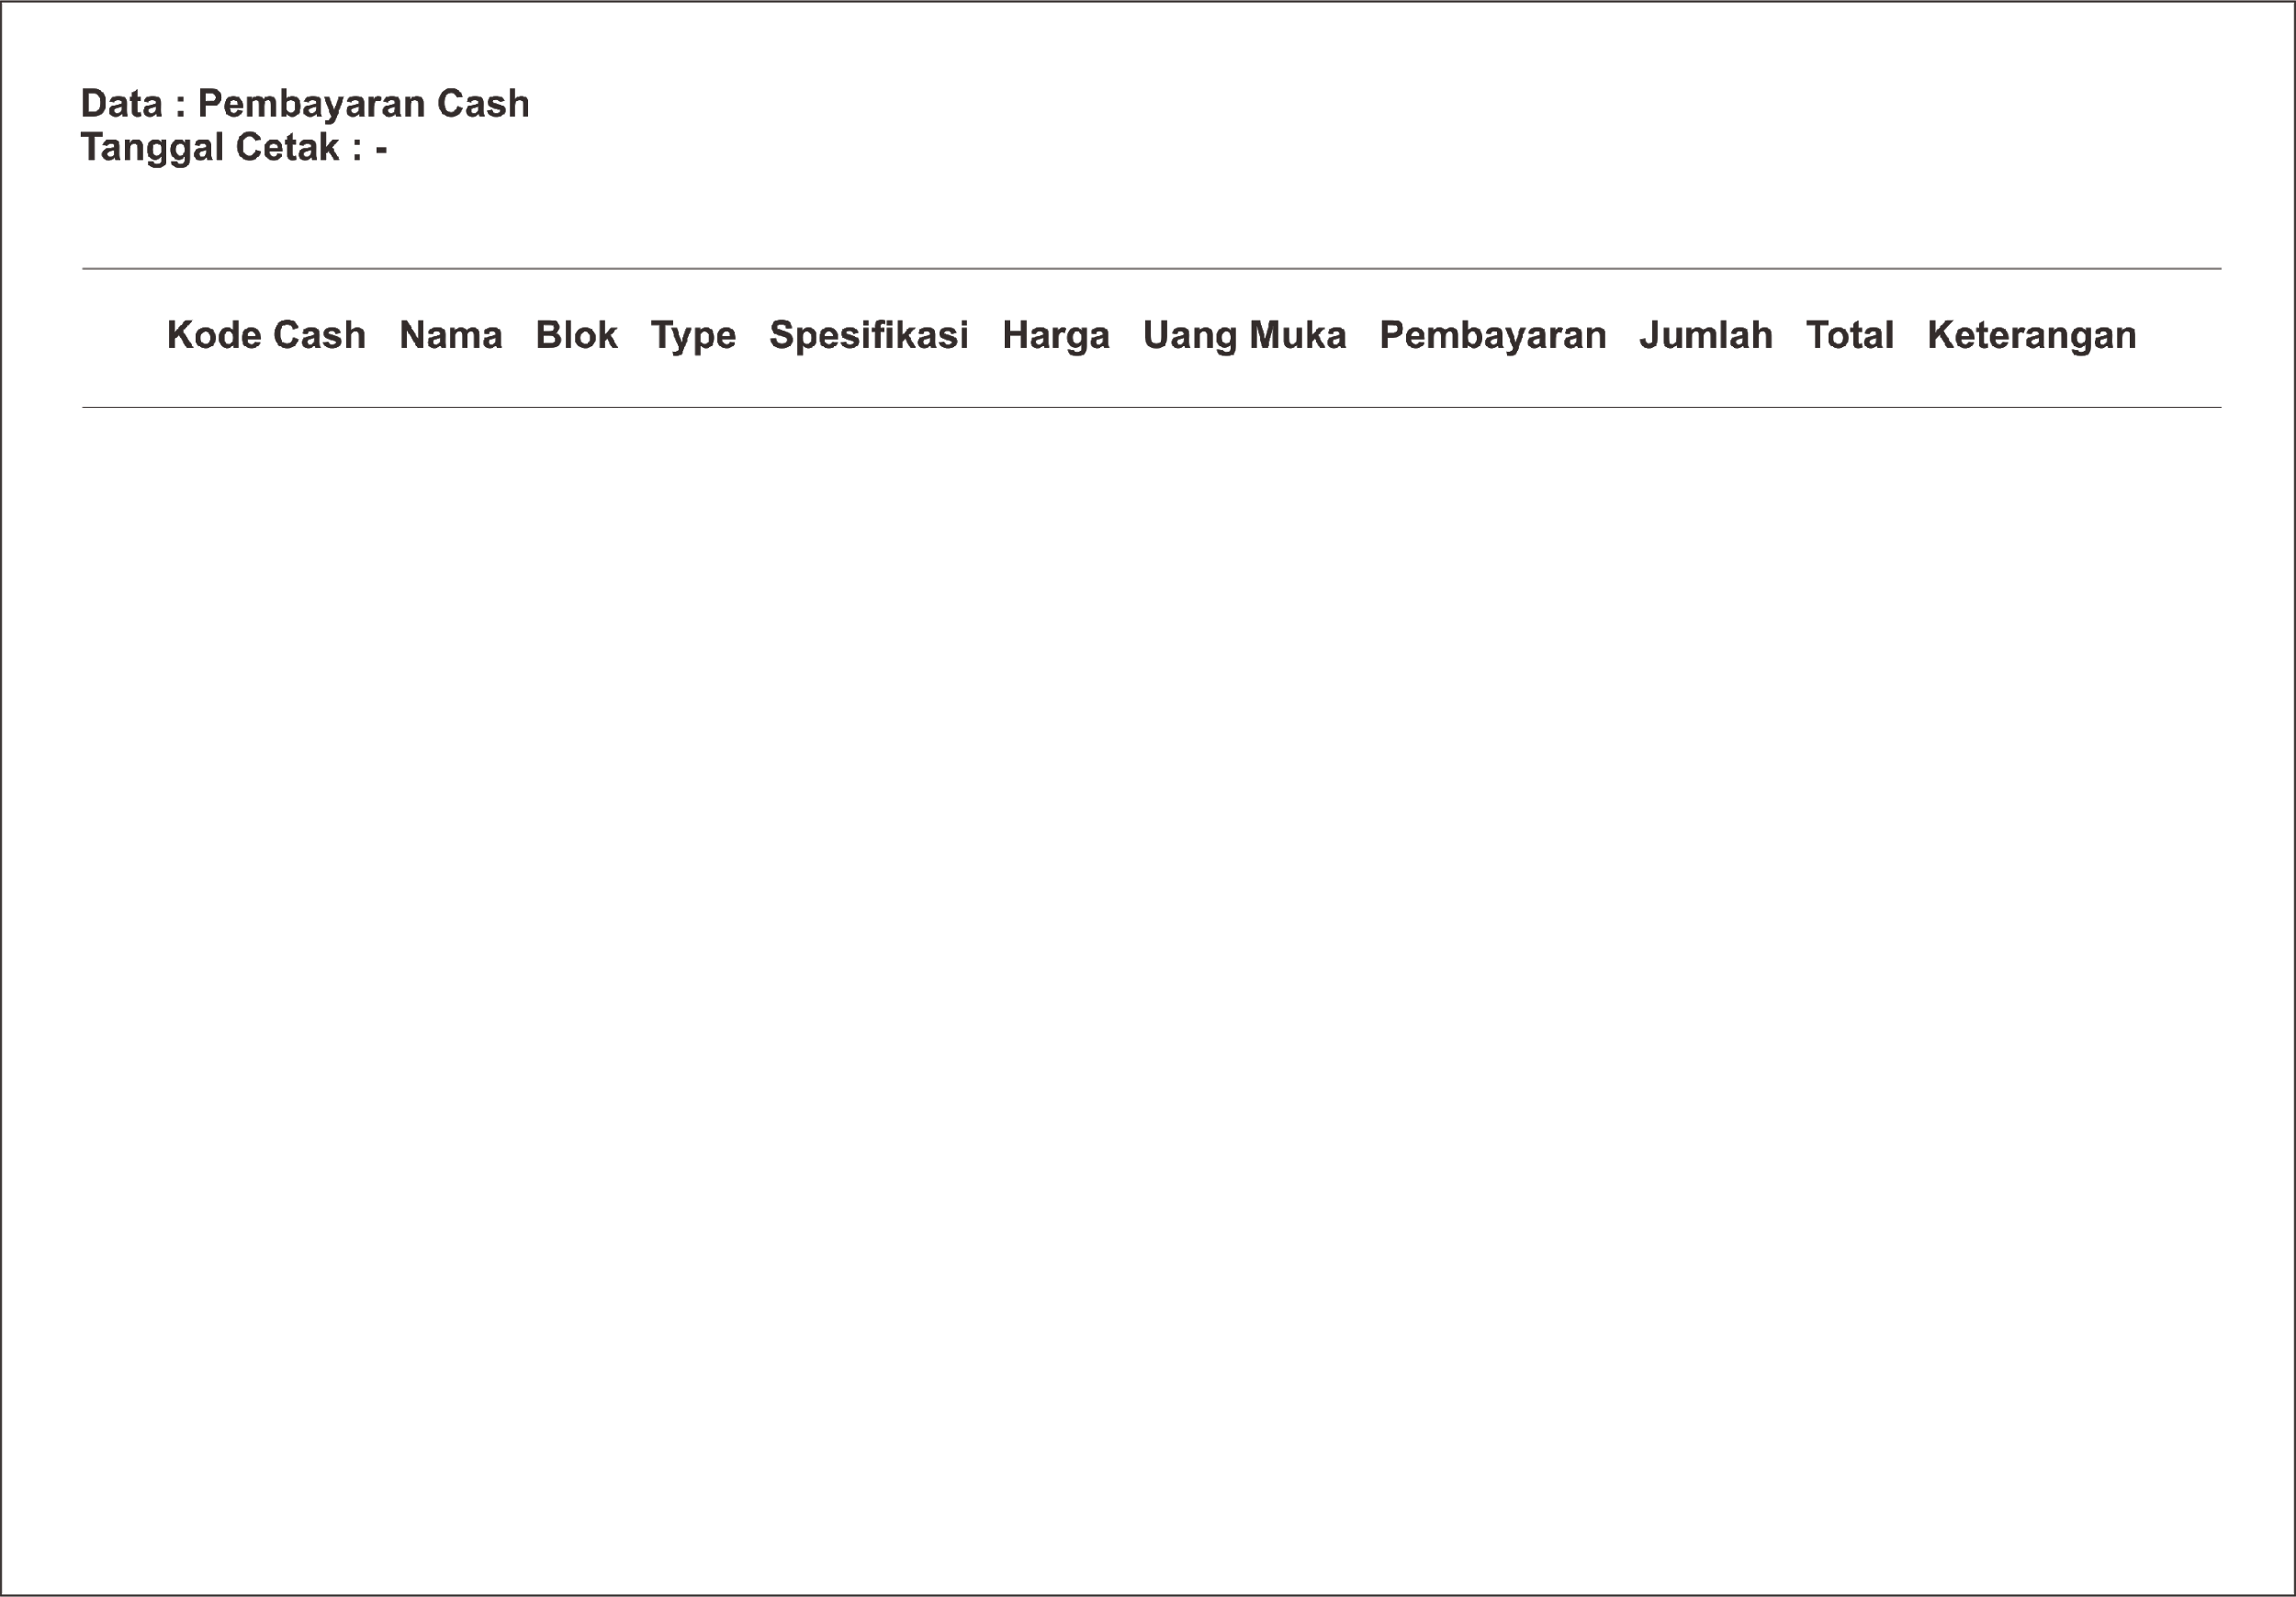 Data : Pembayaran Cash
Tanggal Cetak : -
Kode Cash Nama Blok Type Spesifikasi Harga Uang Muka Pembayaran Jumlah Total Keterangan